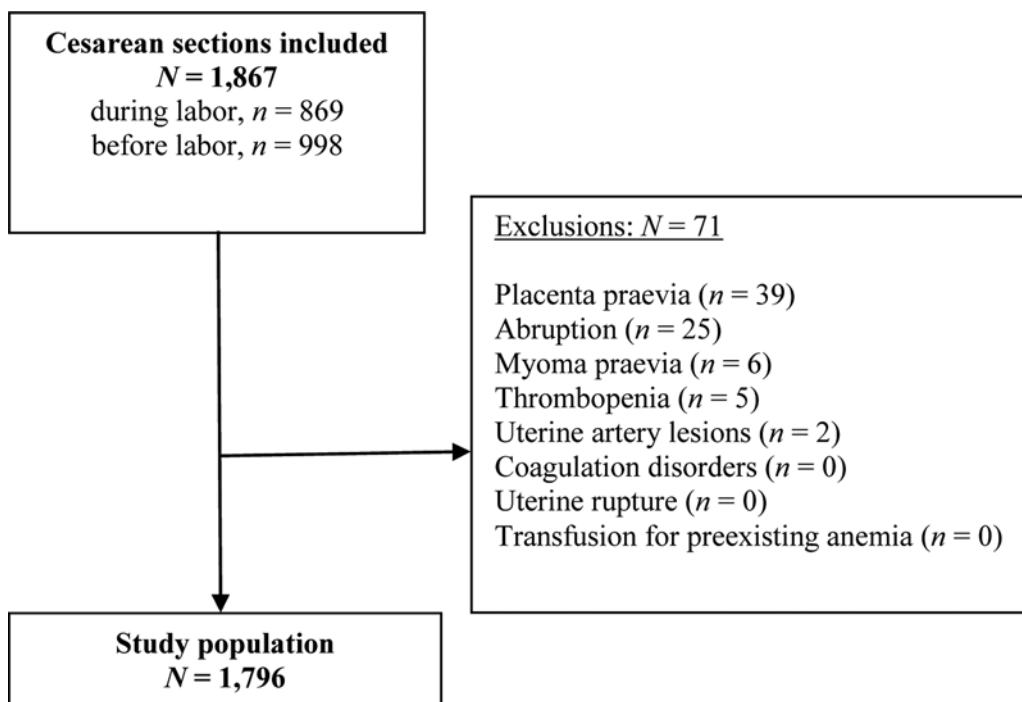 Cesarean sections included
N = 1,867
during labor, n = 869
before labor, n = 998
Exclusions: N = 71
Placenta praevia (n = 39)
Abruption (n = 25)
Myoma praevia (n = 6)
Thrombopenia (n = 5)
Uterine artery lesions (n = 2)
Coagulation disorders (n = 0)
Uterine rupture (n = 0)
Transfusion for preexisting anemia (n = 0)
Study population
N = 1,796